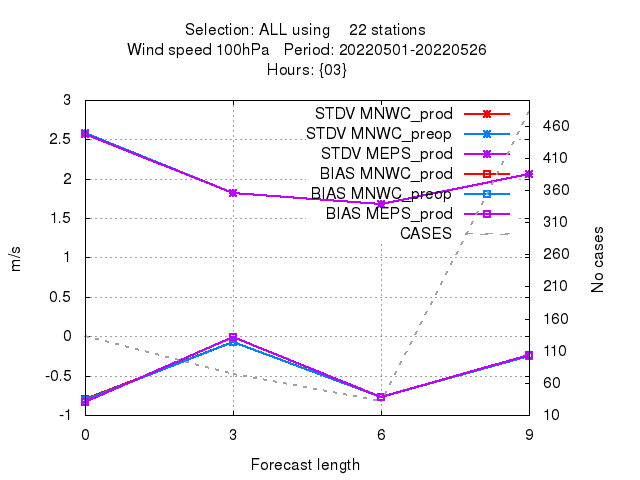 Selection: ALL using    22 stations
Wind speed 100hPa   Period: 20220501-20220526
Hours: {03}
STDV MNWC_prod
STDV MNWC_preop
STDV MEPS_prod
BIAS MNWC_prod
BIAS MNWC_preop
BIAS MEPS_prod
CASES
3
2.5
2
1.5
1
0.5
0
-0.5
-1
m/s
460
410
360
310
260
210
160
110
60
10
No cases
0 3 6 9
Forecast length